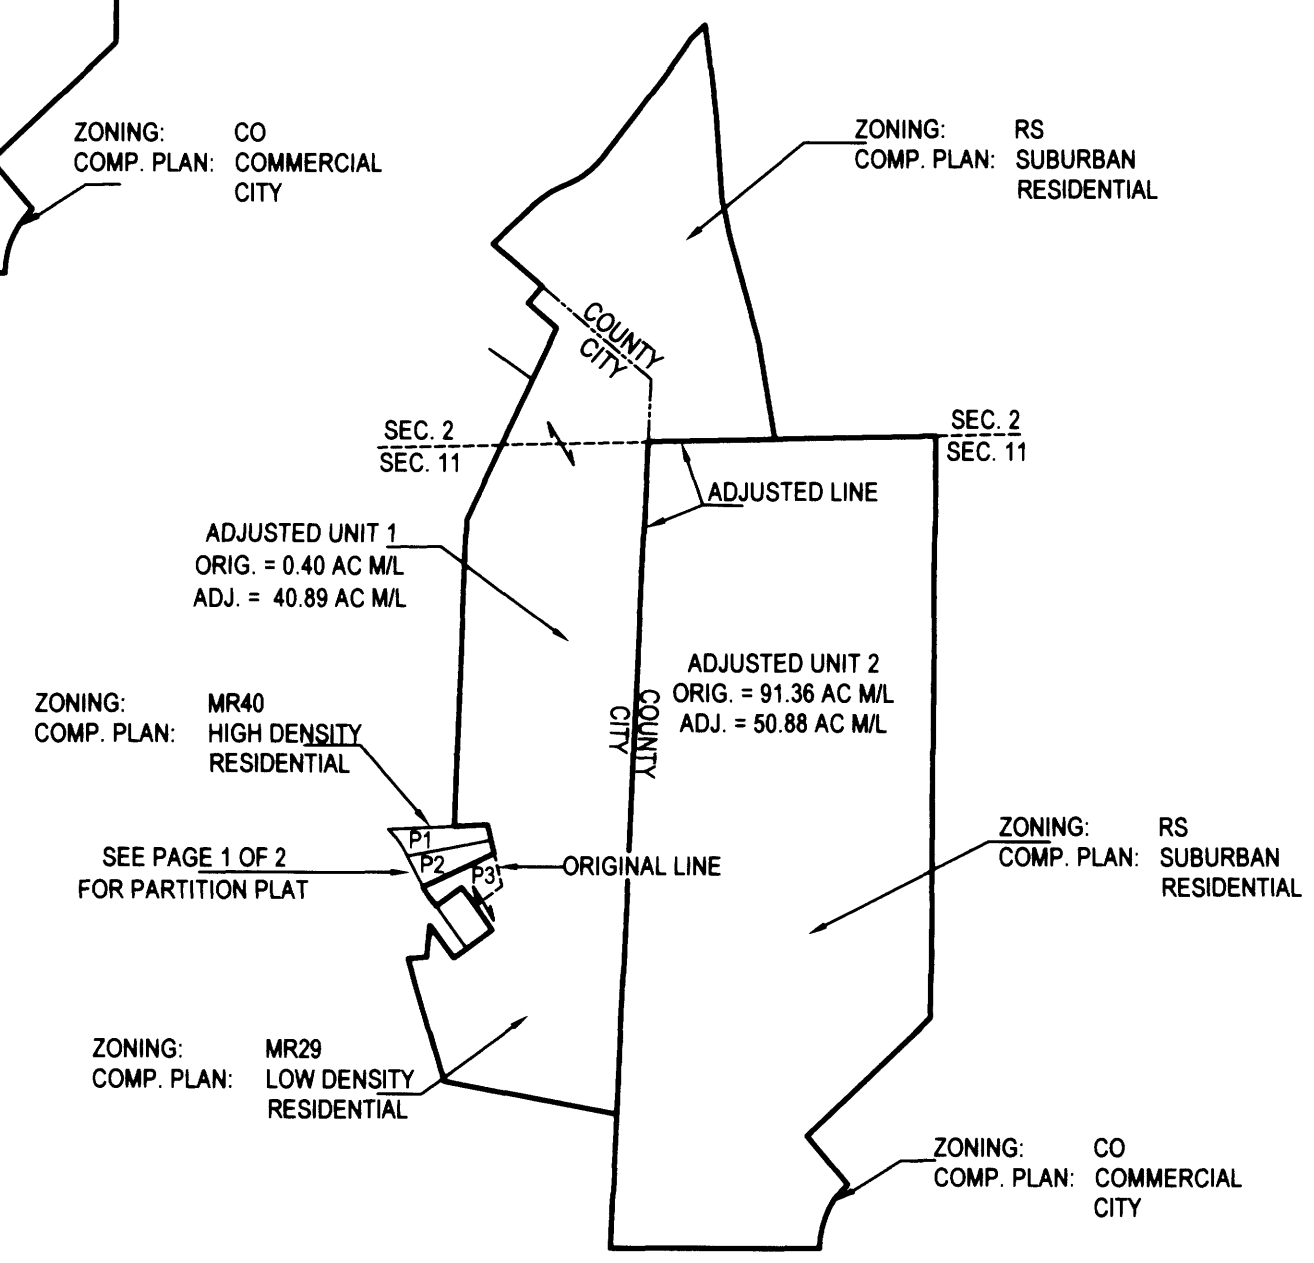 ZONING: CO
COMP. PLAN: COMMERCIAL
CITY
ZONING: RS
COMP. PLAN: SUBURBAN
RESIDENTIAL
COUNTY
CITY
SEC. 2
SEC. 11
SEC. 2
SEC. 11
ADJUSTED LINE
ADJUSTED UNIT 1
ORIG. = 0.40 AC M/L
ADJ. = 40.89 AC M/L
ADJUSTED UNIT 2
ORIG. = 91.36 AC M/L
ADJ. = 50.88 AC M/L
COUNTY
CITY
ZONING: MR40
COMP. PLAN: HIGH DENSITY
RESIDENTIAL
P1
P2
P3
SEE PAGE 1 OF 2
FOR PARTITION PLAT
ORIGINAL LINE
ZONING: RS
COMP. PLAN: SUBURBAN
RESIDENTIAL
ZONING: MR29
COMP. PLAN: LOW DENSITY
RESIDENTIAL
ZONING: CO
COMP. PLAN: COMMERCIAL
CITY